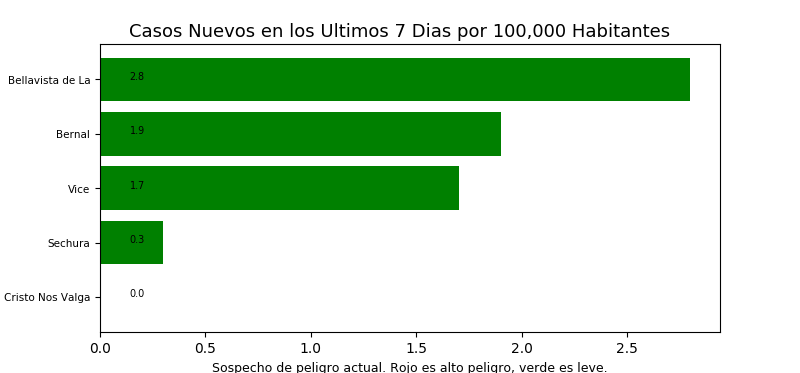 Casos Nuevos en los Ultimos 7 Dias por 100,000 Habitantes
Bellavista de La 2.8
Bernal 1.9
Vice 1.7
Sechura 0.3
Cristo Nos Valga 0.0
0.0 0.5 1.0 1.5 2.0 2.5
Sospecho de peligro actual. Rojo es alto peligro, verde es leve.